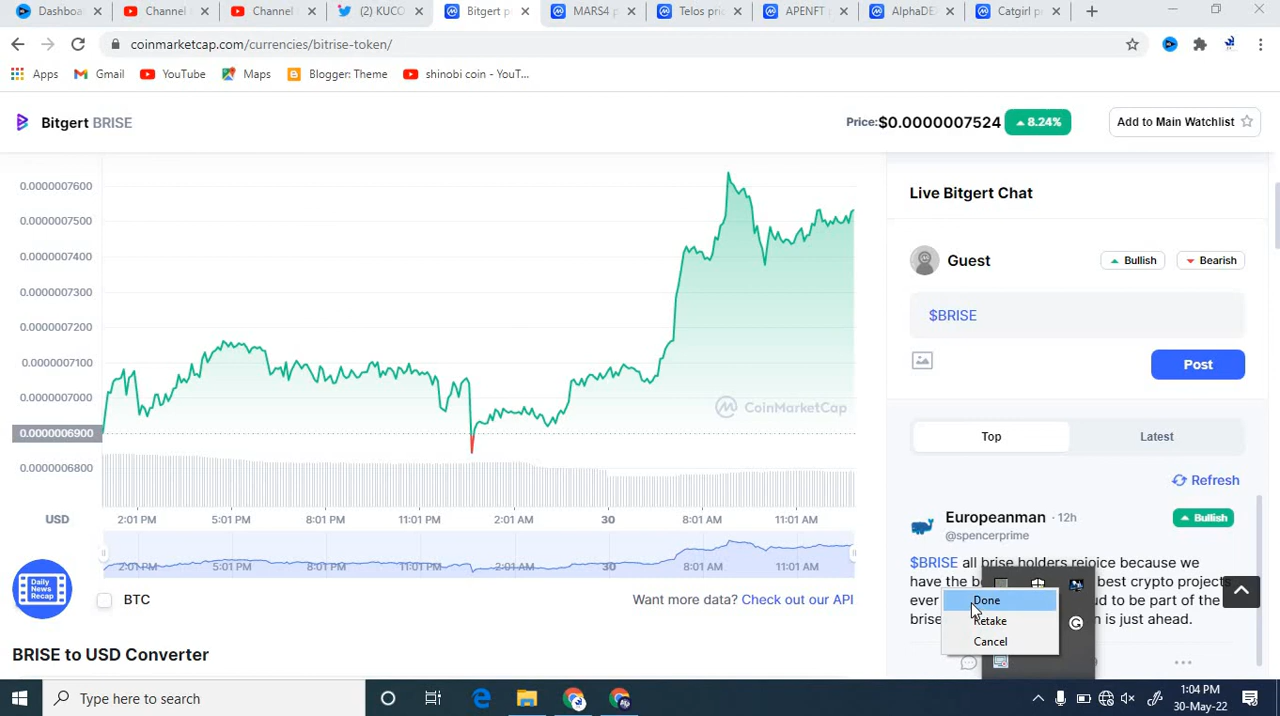 Dashboa
Channel
Channel
(2) KUCO
Bitgert p
MARS4 p
Telos pri
APENFT
AlphaDE
Catgirl p
coinmarketcap.com/currencies/bitrise-token/
Apps
Gmail
YouTube
Maps
Blogger: Theme
shinobi coin - YouT...
Bitgert BRISE
Price: $0.0000007524
8.24%
Add to Main Watchlist
0.0000007600
0.0000007500
0.0000007400
0.0000007300
0.0000007200
0.0000007100
0.0000007000
0.0000006900
0.0000006800
CoinMarketCap
USD
2:01 PM
5:01 PM
8:01 PM
11:01 PM
2:01 AM
30
8:01 AM
11:01 AM
2:01 PM
5:01 PM
8:01 PM
11:01 PM
2:01 AM
30
8:01 AM
11:01 AM
Daily
News
Recap
BTC
Want more data? Check out our API
BRISE to USD Converter
Live Bitgert Chat
Guest
Bullish
Bearish
$BRISE
Post
Top
Latest
Refresh
Europeanman · 12h
Bullish
@spencerprime
$BRISE all brise holders rejoice because we
have the be best crypto projects
ever ud to be part of the
brise n is just ahead.
Done
Retake
Cancel
Type here to search
1:04 PM
30-May-22